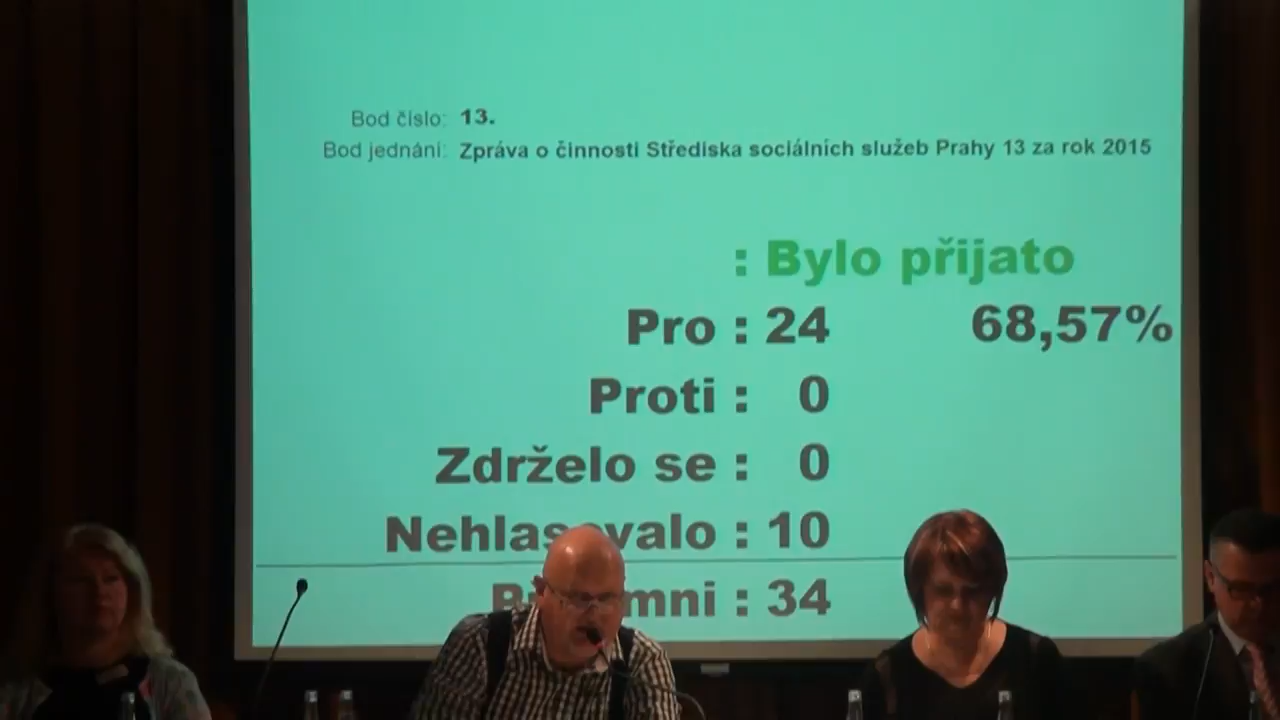 Bod číslo: 13.
Bod jednání: Zpráva o činnosti Střediska sociálních služeb Prahy 13 za rok 2015
: Bylo přijato
Pro : 24 68,57%
Proti : 0
Zdrželo se : 0
Nehlasovalo : 10
: 34